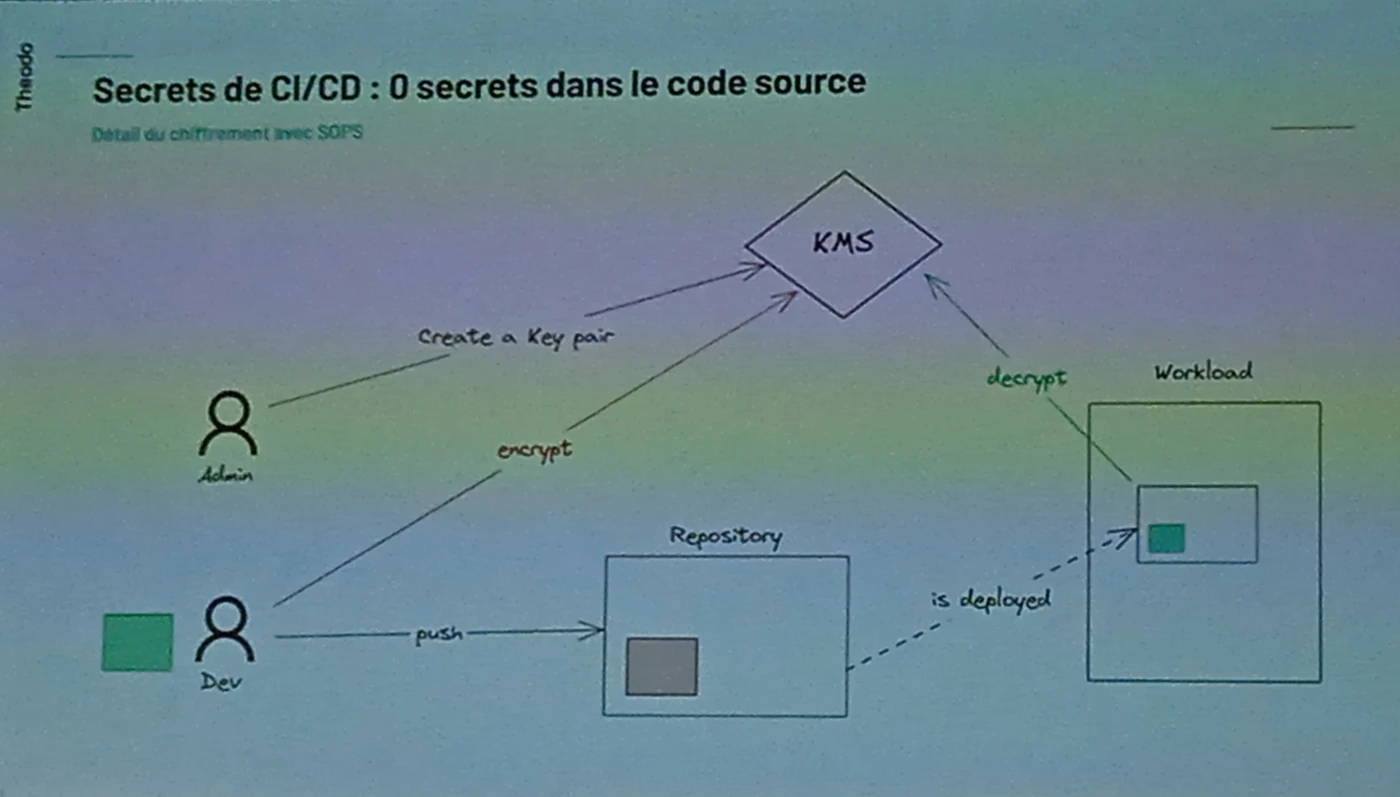 Theodo
Secrets de CI/CD : 0 secrets dans le code source
Détail du chiffrement avec SOPS
KMS
Create a Key pair
decrypt
Workload
Admin
encrypt
Repository
is deployed
push
Dev